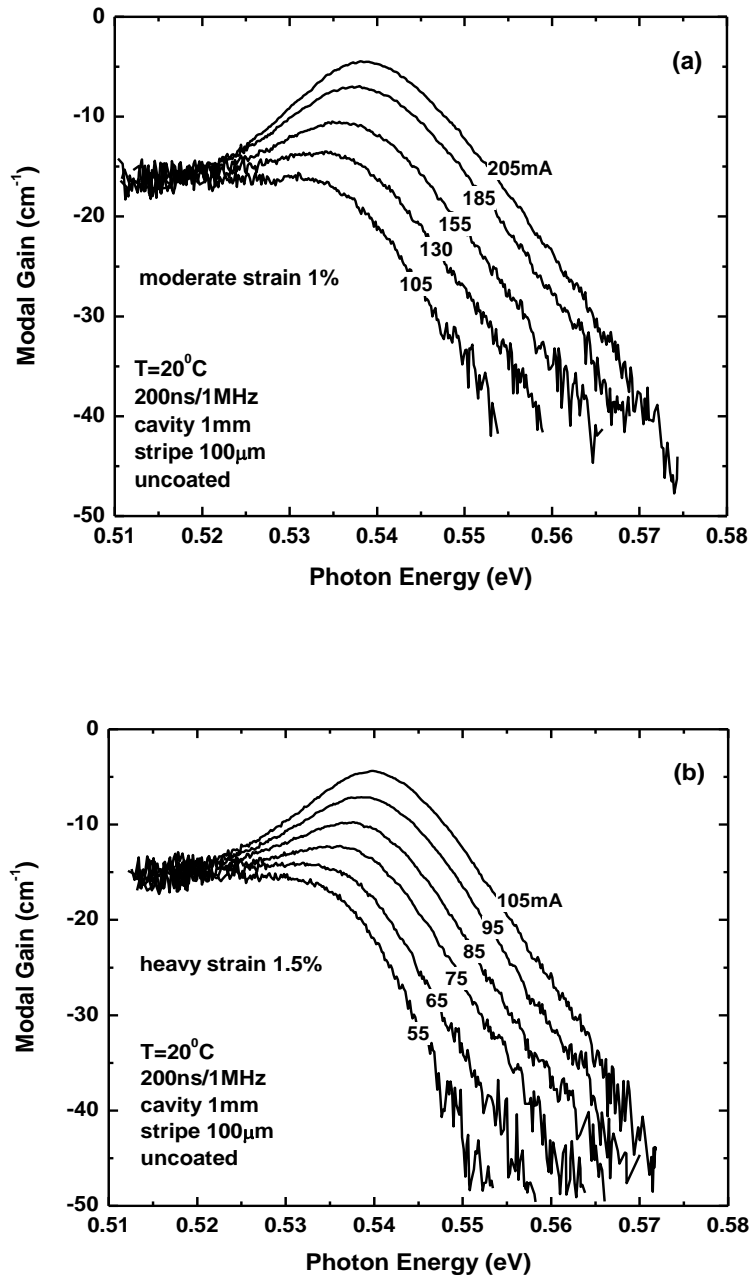 0
(a)
-10
205mA
185
155
130
105
-20
moderate strain 1%
-30
T=20⁰C
200ns/1MHz
cavity 1mm
stripe 100μm
uncoated
-40
-50
0.51 0.52 0.53 0.54 0.55 0.56 0.57 0.58
Modal Gain (cm⁻¹)
Photon Energy (eV)
0
(b)
-10
105mA
95
85
75
65
55
-20
heavy strain 1.5%
-30
T=20⁰C
200ns/1MHz
cavity 1mm
stripe 100μm
uncoated
-40
-50
0.51 0.52 0.53 0.54 0.55 0.56 0.57 0.58
Modal Gain (cm⁻¹)
Photon Energy (eV)